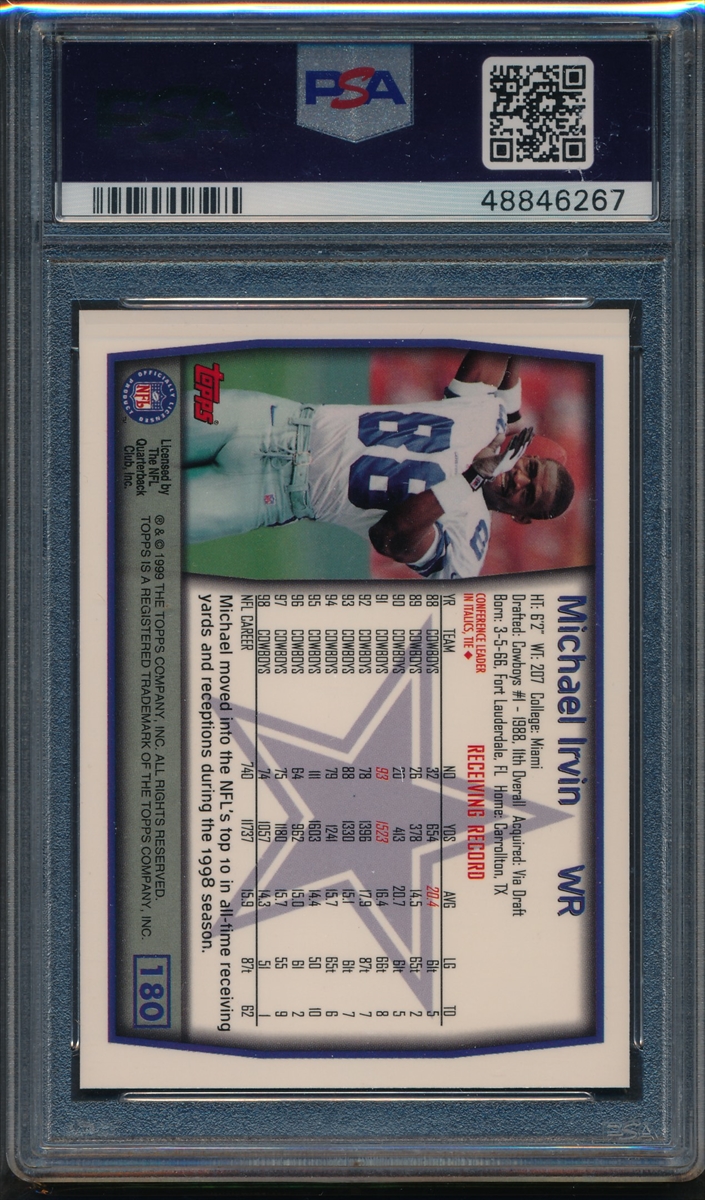 PSA
48846267
Michael Irvin WR
HT: 6'2" WT: 207 College: Miami
Drafted: Cowboys #1 - 1988, 11th Overall Acquired: Via Draft
Born: 3-5-66, Fort Lauderdale, FL Home: Carrollton, TX
CONFERENCE LEADER
IN ITALICS, TIE ◆
RECEIVING RECORD
YR TEAM NO YDS AVG LG TD
88 COWBOYS 32 654 20.4 61t 5
89 COWBOYS 26 378 14.5 65t 2
90 COWBOYS 20 413 20.7 61t 5
91 COWBOYS 93 1523 16.4 66t 8
92 COWBOYS 78 1396 17.9 87t 7
93 COWBOYS 88 1330 15.1 61t 7
94 COWBOYS 79 1241 15.7 65t 6
95 COWBOYS 111 1603 14.4 50 10
96 COWBOYS 64 962 15.0 61 2
97 COWBOYS 75 1180 15.7 55 9
98 COWBOYS 74 1057 14.3 51 1
NFL CAREER 740 11737 15.9 87t 62
Michael moved into the NFL's top 10 in all-time receiving
yards and receptions during the 1998 season.
88
8
Topps®
OFFICIALLY LICENSED PRODUCT
NFL
Licensed by
The NFL
Quarterback
Club, Inc.
® & © 1999 THE TOPPS COMPANY, INC. ALL RIGHTS RESERVED.
TOPPS IS A REGISTERED TRADEMARK OF THE TOPPS COMPANY, INC.
180
PSA